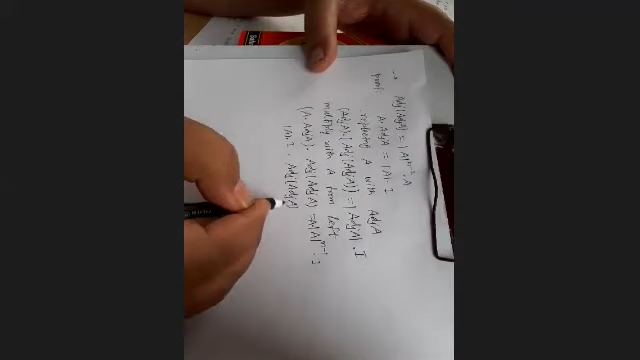 → Adj(AdjA) = |A|ⁿ⁻².A
proof:
A.AdjA = |A|.I
replacing A with AdjA
(AdjA).(Adj(AdjA)) = |AdjA|.I
multiply with A from left
(A.AdjA).Adj(AdjA) = A|A|ⁿ⁻¹.I
|A|.I.Adj(AdjA)